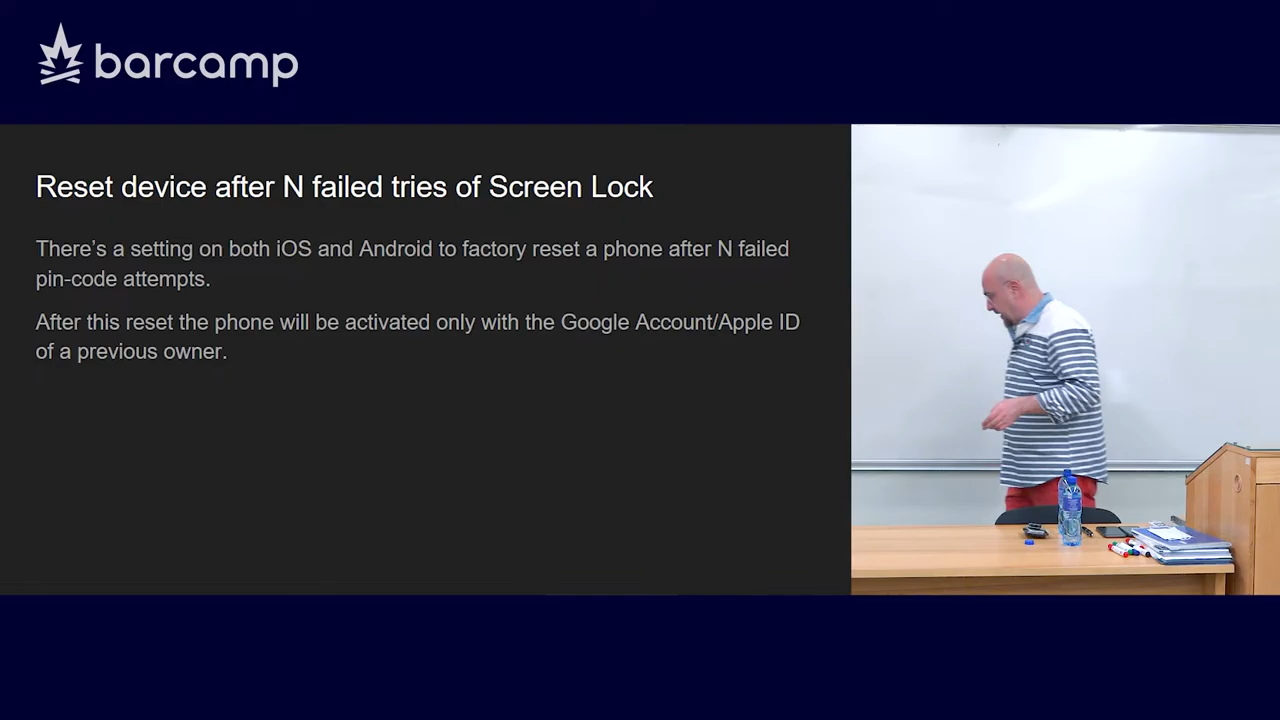 barcamp
Reset device after N failed tries of Screen Lock
There's a setting on both iOS and Android to factory reset a phone after N failed
pin-code attempts.
After this reset the phone will be activated only with the Google Account/Apple ID
of a previous owner.